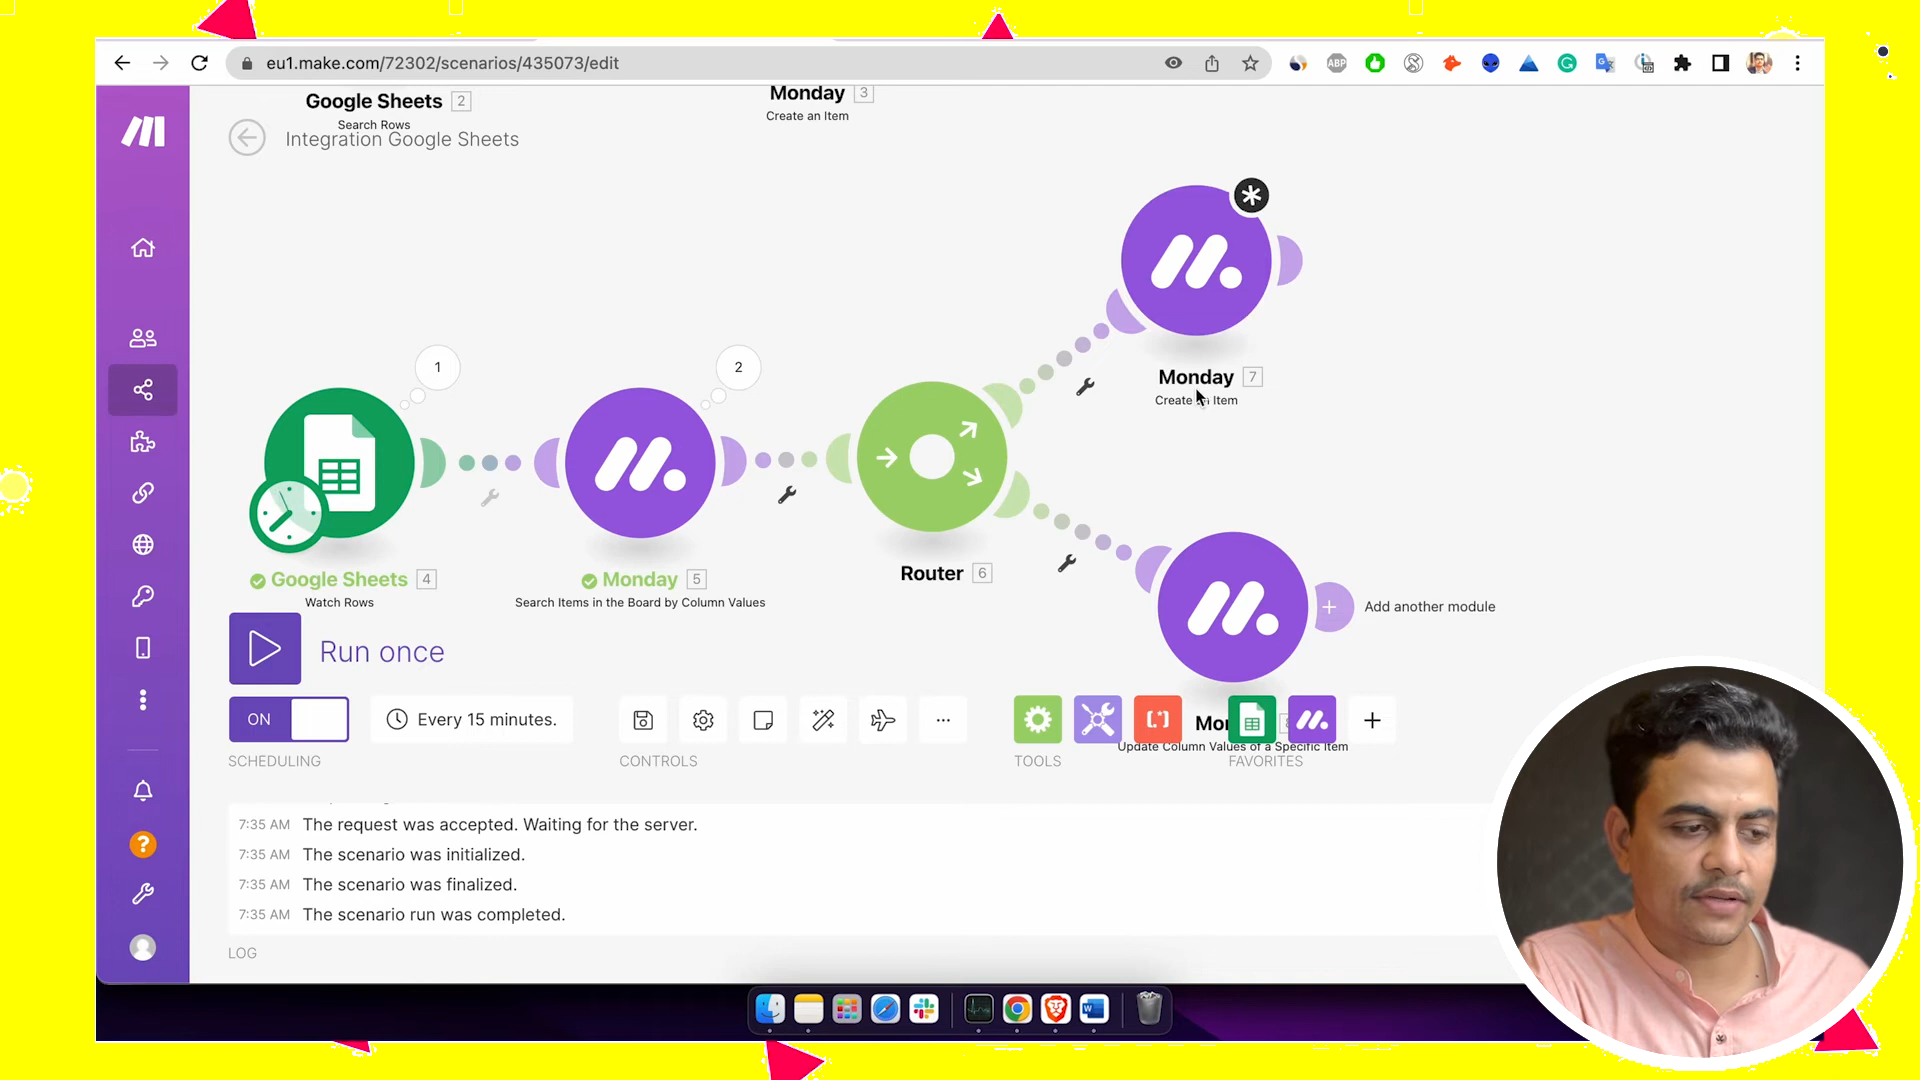 eu1.make.com/72302/scenarios/435073/edit
ABP
Google Sheets 2
Search Rows
Monday 3
Create an Item
Integration Google Sheets
1
2
Monday 7
Create an Item
Google Sheets 4
Watch Rows
Monday 5
Search Items in the Board by Column Values
Router 6
Add another module
Run once
ON
Every 15 minutes.
Update Column Values of a Specific Item
SCHEDULING
CONTROLS
TOOLS
FAVORITES
7:35 AM The request was accepted. Waiting for the server.
7:35 AM The scenario was initialized.
7:35 AM The scenario was finalized.
7:35 AM The scenario run was completed.
LOG